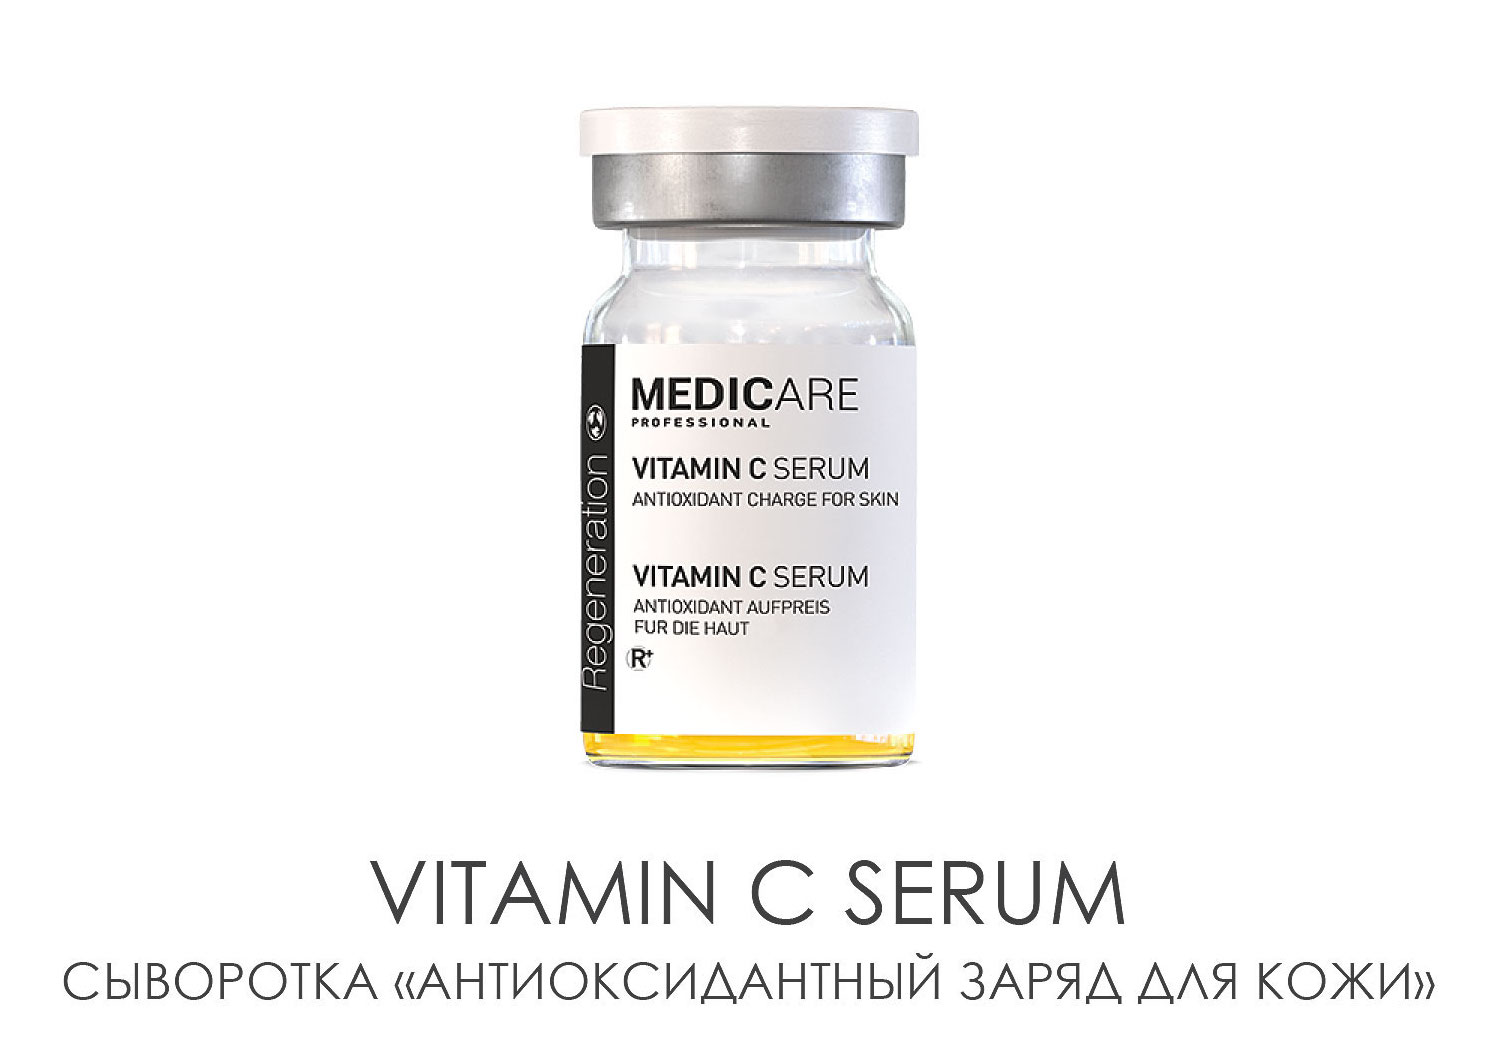 MEDICARE
PROFESSIONAL
VITAMIN C SERUM
ANTIOXIDANT CHARGE FOR SKIN
VITAMIN C SERUM
ANTIOXIDANT AUFPREIS
FUR DIE HAUT
R+
Regeneration
VITAMIN C SERUM
СЫВОРОТКА «АНТИОКСИДАНТНЫЙ ЗАРЯД ДЛЯ КОЖИ»